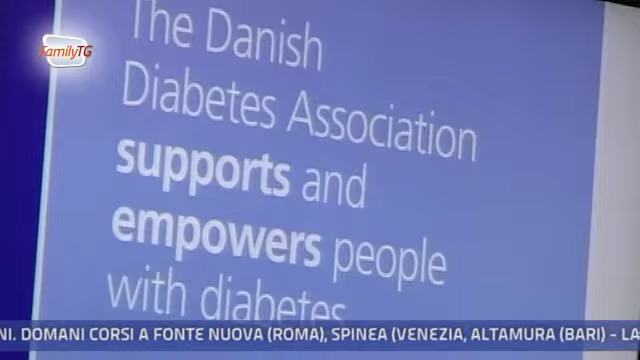 The Danish
Diabetes Association
supports and
empowers people
with diabetes
FamilyTG
NI. DOMANI CORSI A FONTE NUOVA (ROMA), SPINEA (VENEZIA, ALTAMURA (BARI) - LA